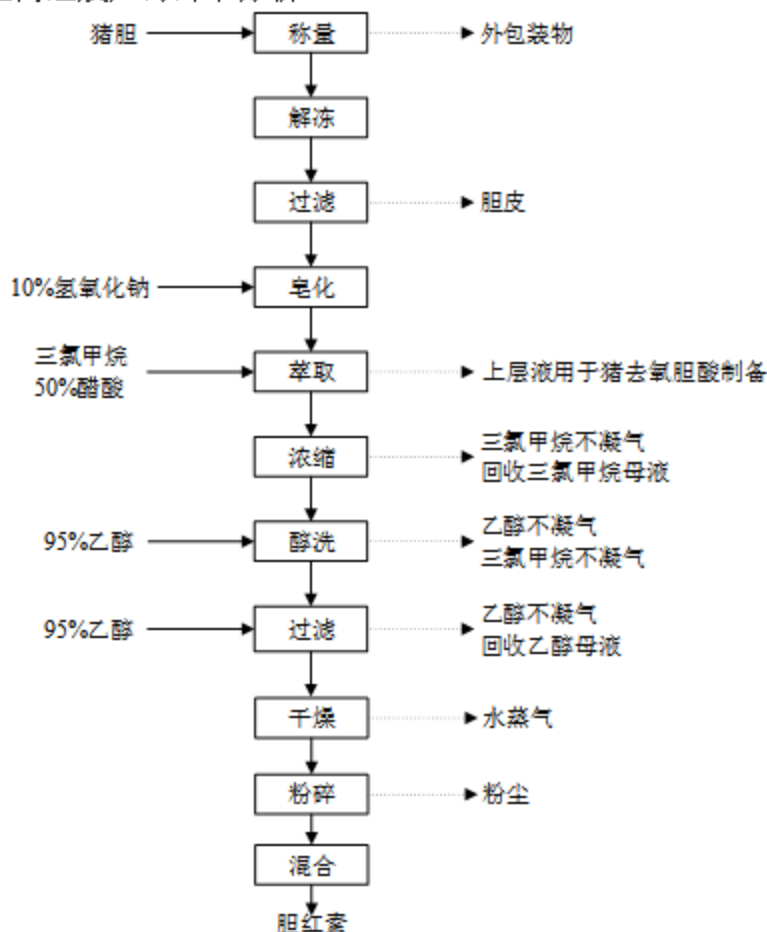 猪胆
称量
外包装物
解冻
过滤
胆皮
10%氢氧化钠
皂化
三氯甲烷
50%醋酸
萃取
上层液用于猪去氧胆酸制备
浓缩
三氯甲烷不凝气
回收三氯甲烷母液
95%乙醇
醇洗
乙醇不凝气
三氯甲烷不凝气
95%乙醇
过滤
乙醇不凝气
回收乙醇母液
干燥
水蒸气
粉碎
粉尘
混合
胆红素